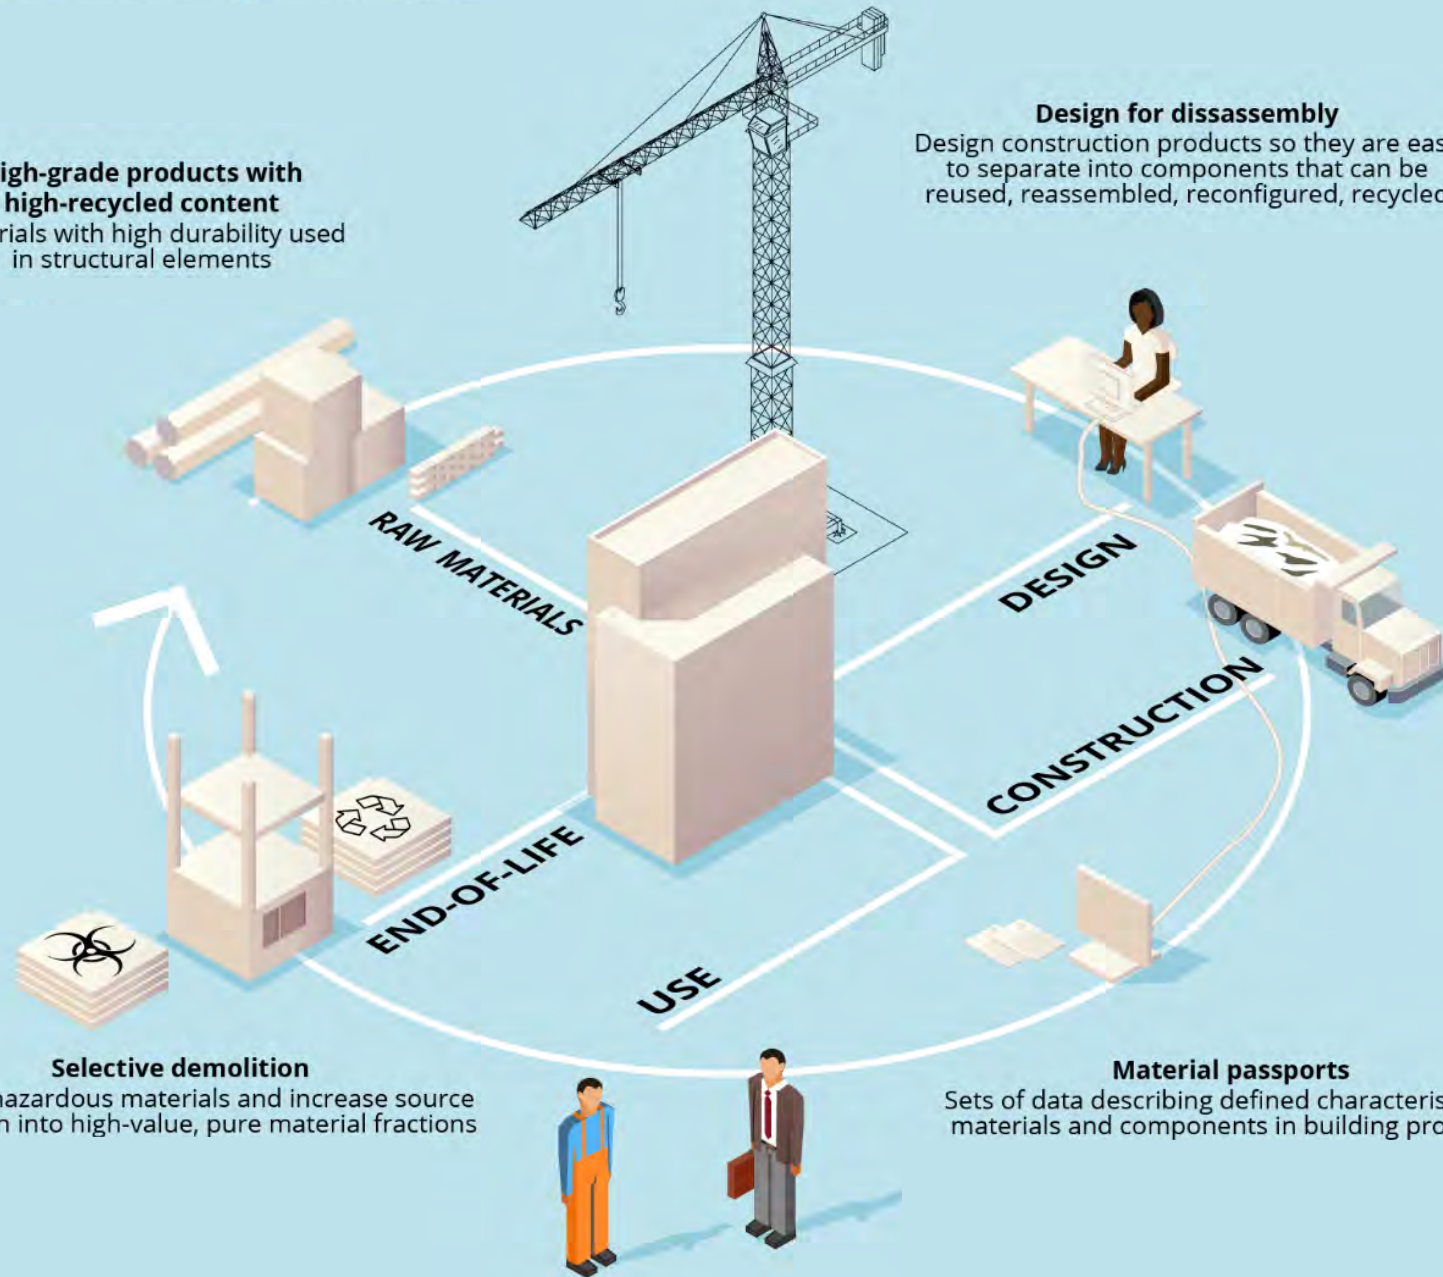 Design for dissassembly
Design construction products so they are eas
to separate into components that can be
reused, reassembled, reconfigured, recycled
igh-grade products with
high-recycled content
rials with high durability used
in structural elements
RAW MATERIALS
DESIGN
CONSTRUCTION
END-OF-LIFE
USE
Selective demolition
hazardous materials and increase source
n into high-value, pure material fractions
Material passports
Sets of data describing defined characteris
materials and components in building pro